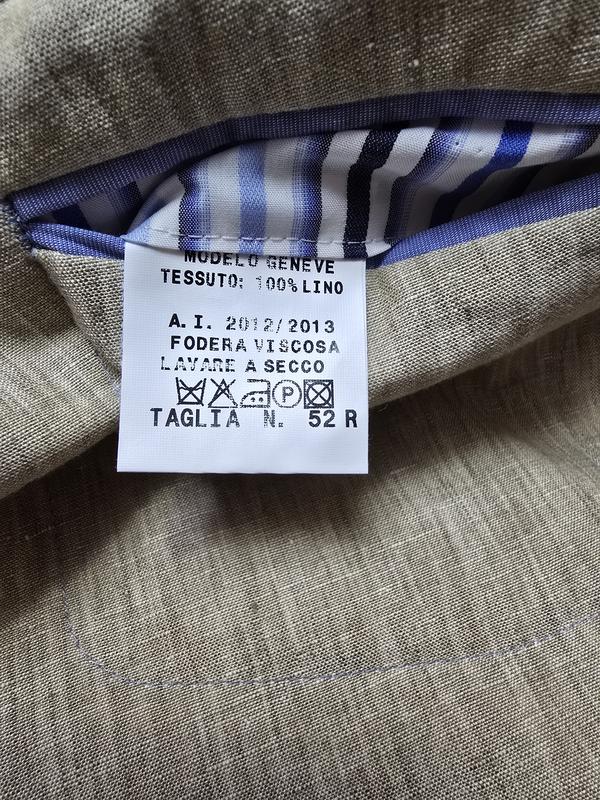 MODELO GENEVE
TESSUTO: 100% LINO
A.I. 2012/2013
FODERA VISCOSA
LAVARE A SECCO
P
TAGLIA N. 52 R